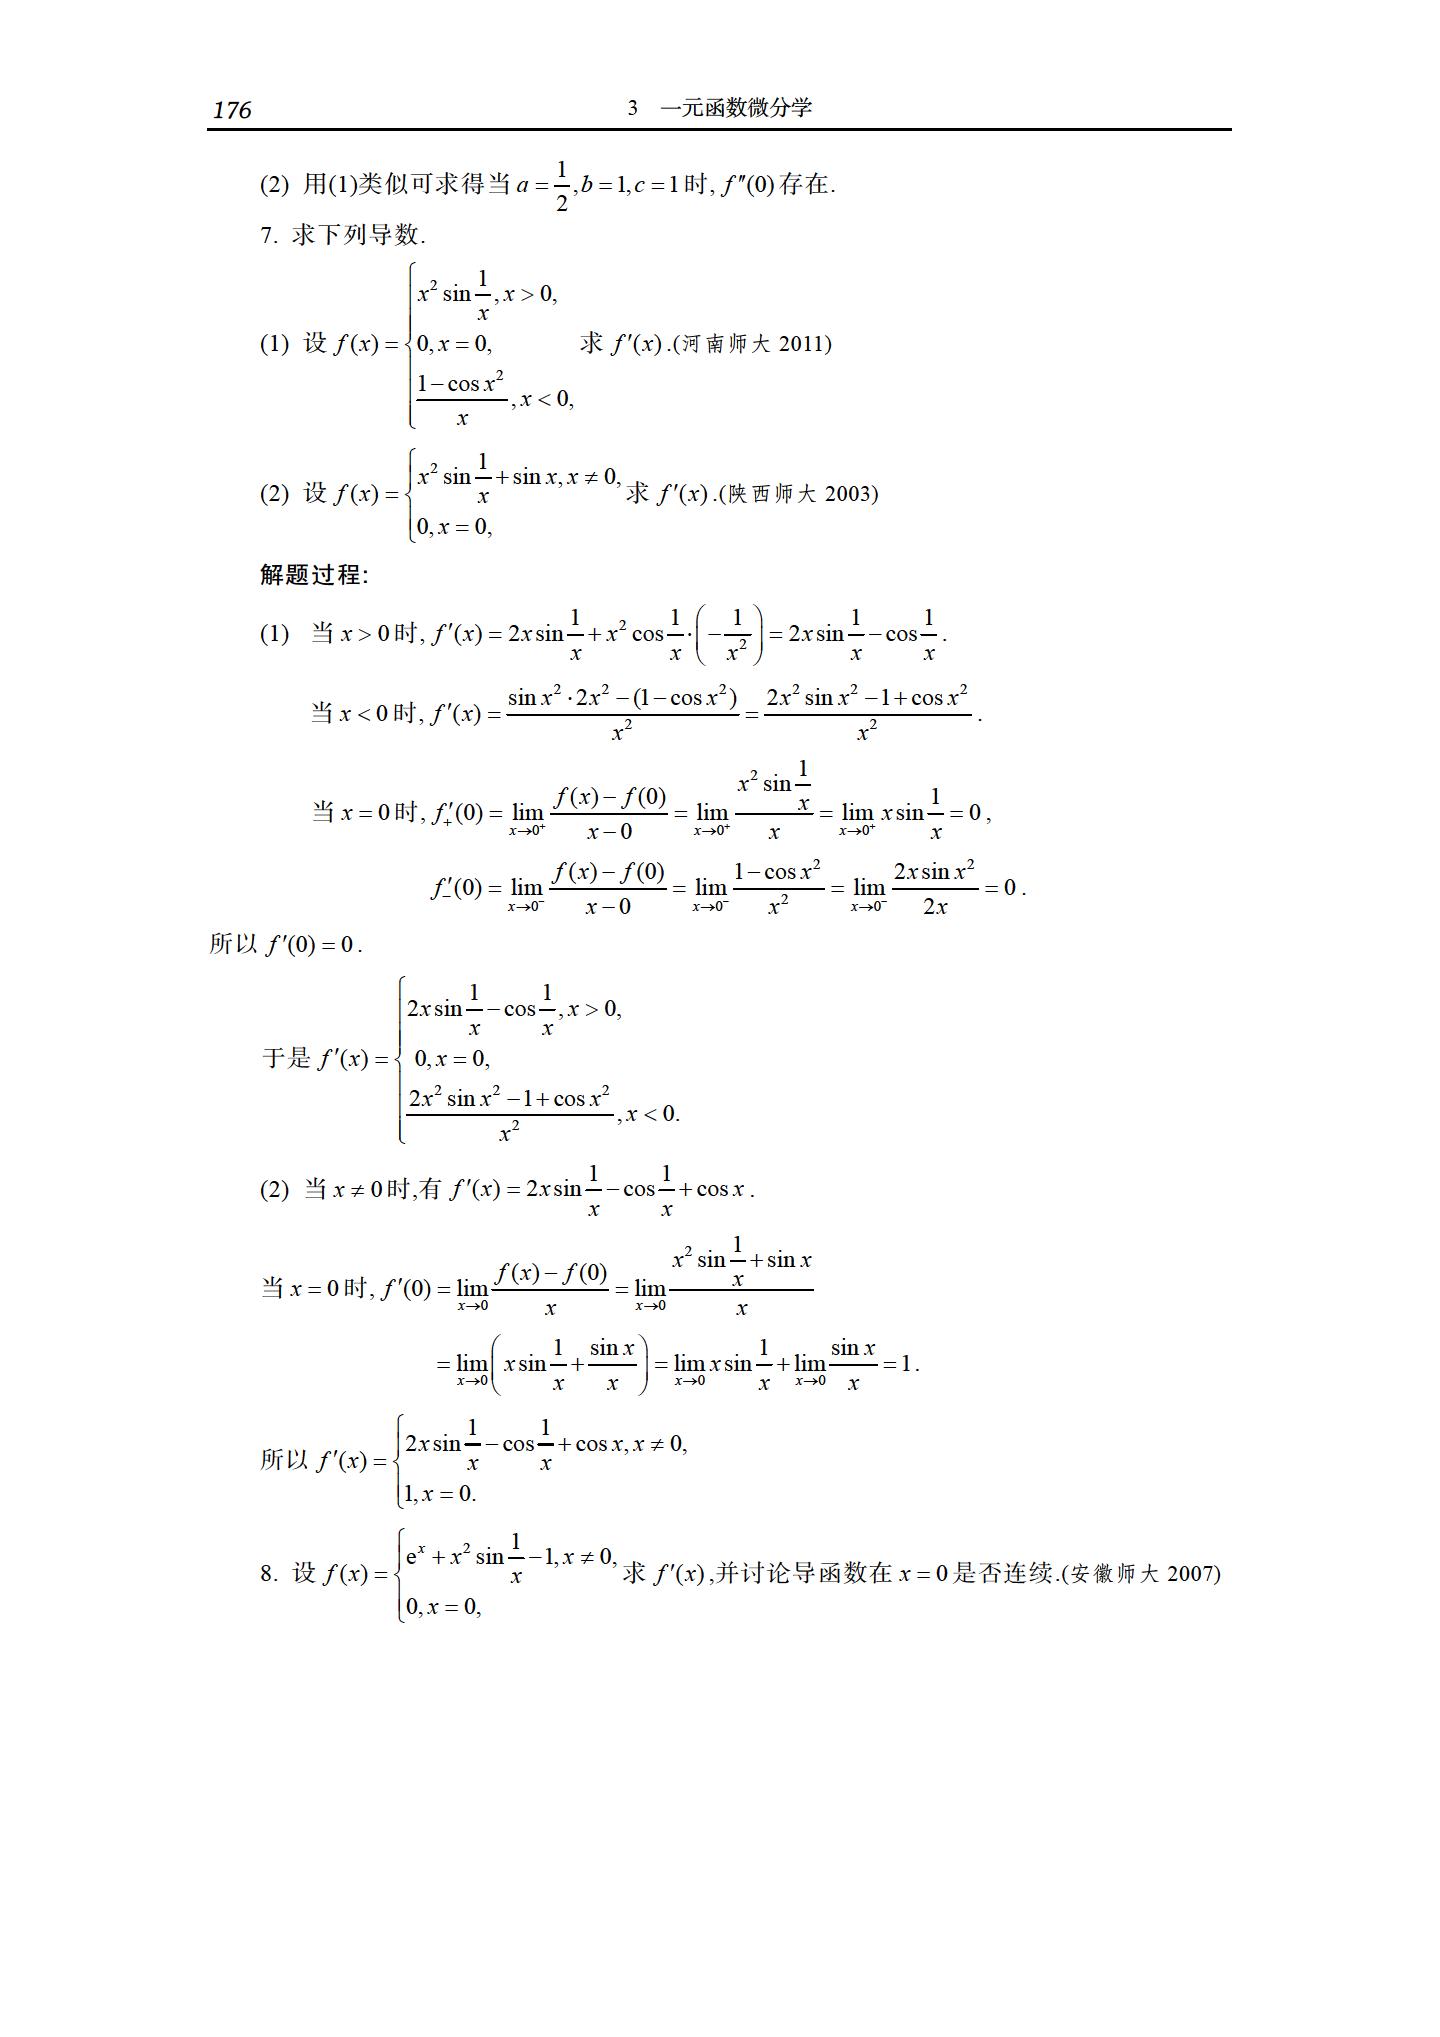 176 3 一元函数微分学
(2) 用(1)类似可求得当 $a=\frac{1}{2},b=1,c=1$ 时, $f''(0)$ 存在.
7. 求下列导数.
(1) 设 $f(x)=\begin{cases}x^2\sin\frac{1}{x},x>0,\\0,x=0,\\\frac{1-\cos x^2}{x},x<0,\end{cases}$ 求 $f'(x)$.(河南师大 2011)
(2) 设 $f(x)=\begin{cases}x^2\sin\frac{1}{x}+\sin x,x\neq 0,\\0,x=0,\end{cases}$ 求 $f'(x)$.(陕西师大 2003)
解题过程:
(1) 当 $x>0$ 时, $f'(x)=2x\sin\frac{1}{x}+x^2\cos\frac{1}{x}\cdot\left(-\frac{1}{x^2}\right)=2x\sin\frac{1}{x}-\cos\frac{1}{x}$.
当 $x<0$ 时, $f'(x)=\frac{\sin x^2\cdot 2x^2-(1-\cos x^2)}{x^2}=\frac{2x^2\sin x^2-1+\cos x^2}{x^2}$.
当 $x=0$ 时, $f'_+(0)=\lim_{x\to 0^+}\frac{f(x)-f(0)}{x-0}=\lim_{x\to 0^+}\frac{x^2\sin\frac{1}{x}}{x}=\lim_{x\to 0^+}x\sin\frac{1}{x}=0$,
$f'_-(0)=\lim_{x\to 0^-}\frac{f(x)-f(0)}{x-0}=\lim_{x\to 0^-}\frac{1-\cos x^2}{x^2}=\lim_{x\to 0^-}\frac{2x\sin x^2}{2x}=0$.
所以 $f'(0)=0$.
于是 $f'(x)=\begin{cases}2x\sin\frac{1}{x}-\cos\frac{1}{x},x>0,\\0,x=0,\\\frac{2x^2\sin x^2-1+\cos x^2}{x^2},x<0.\end{cases}$
(2) 当 $x\neq 0$ 时,有 $f'(x)=2x\sin\frac{1}{x}-\cos\frac{1}{x}+\cos x$.
当 $x=0$ 时, $f'(0)=\lim_{x\to 0}\frac{f(x)-f(0)}{x}=\lim_{x\to 0}\frac{x^2\sin\frac{1}{x}+\sin x}{x}$
$=\lim_{x\to 0}\left(x\sin\frac{1}{x}+\frac{\sin x}{x}\right)=\lim_{x\to 0}x\sin\frac{1}{x}+\lim_{x\to 0}\frac{\sin x}{x}=1$.
所以 $f'(x)=\begin{cases}2x\sin\frac{1}{x}-\cos\frac{1}{x}+\cos x,x\neq 0,\\1,x=0.\end{cases}$
8. 设 $f(x)=\begin{cases}\mathrm{e}^x+x^2\sin\frac{1}{x}-1,x\neq 0,\\0,x=0,\end{cases}$ 求 $f'(x)$,并讨论导函数在 $x=0$ 是否连续.(安徽师大 2007)